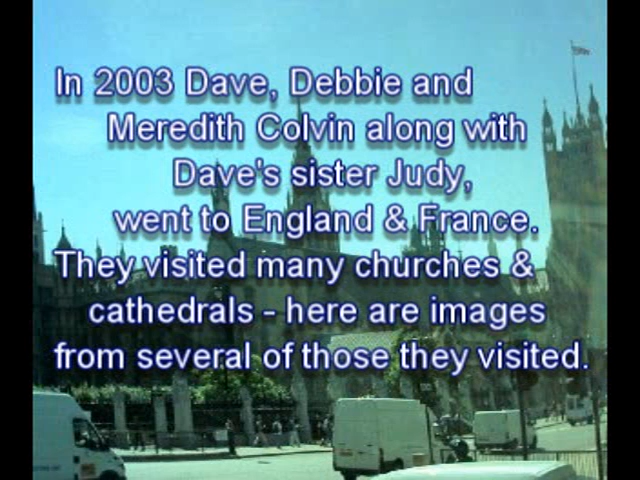 In 2003 Dave, Debbie and
Meredith Colvin along with
Dave's sister Judy,
went to England & France.
They visited many churches &
cathedrals - here are images
from several of those they visited.